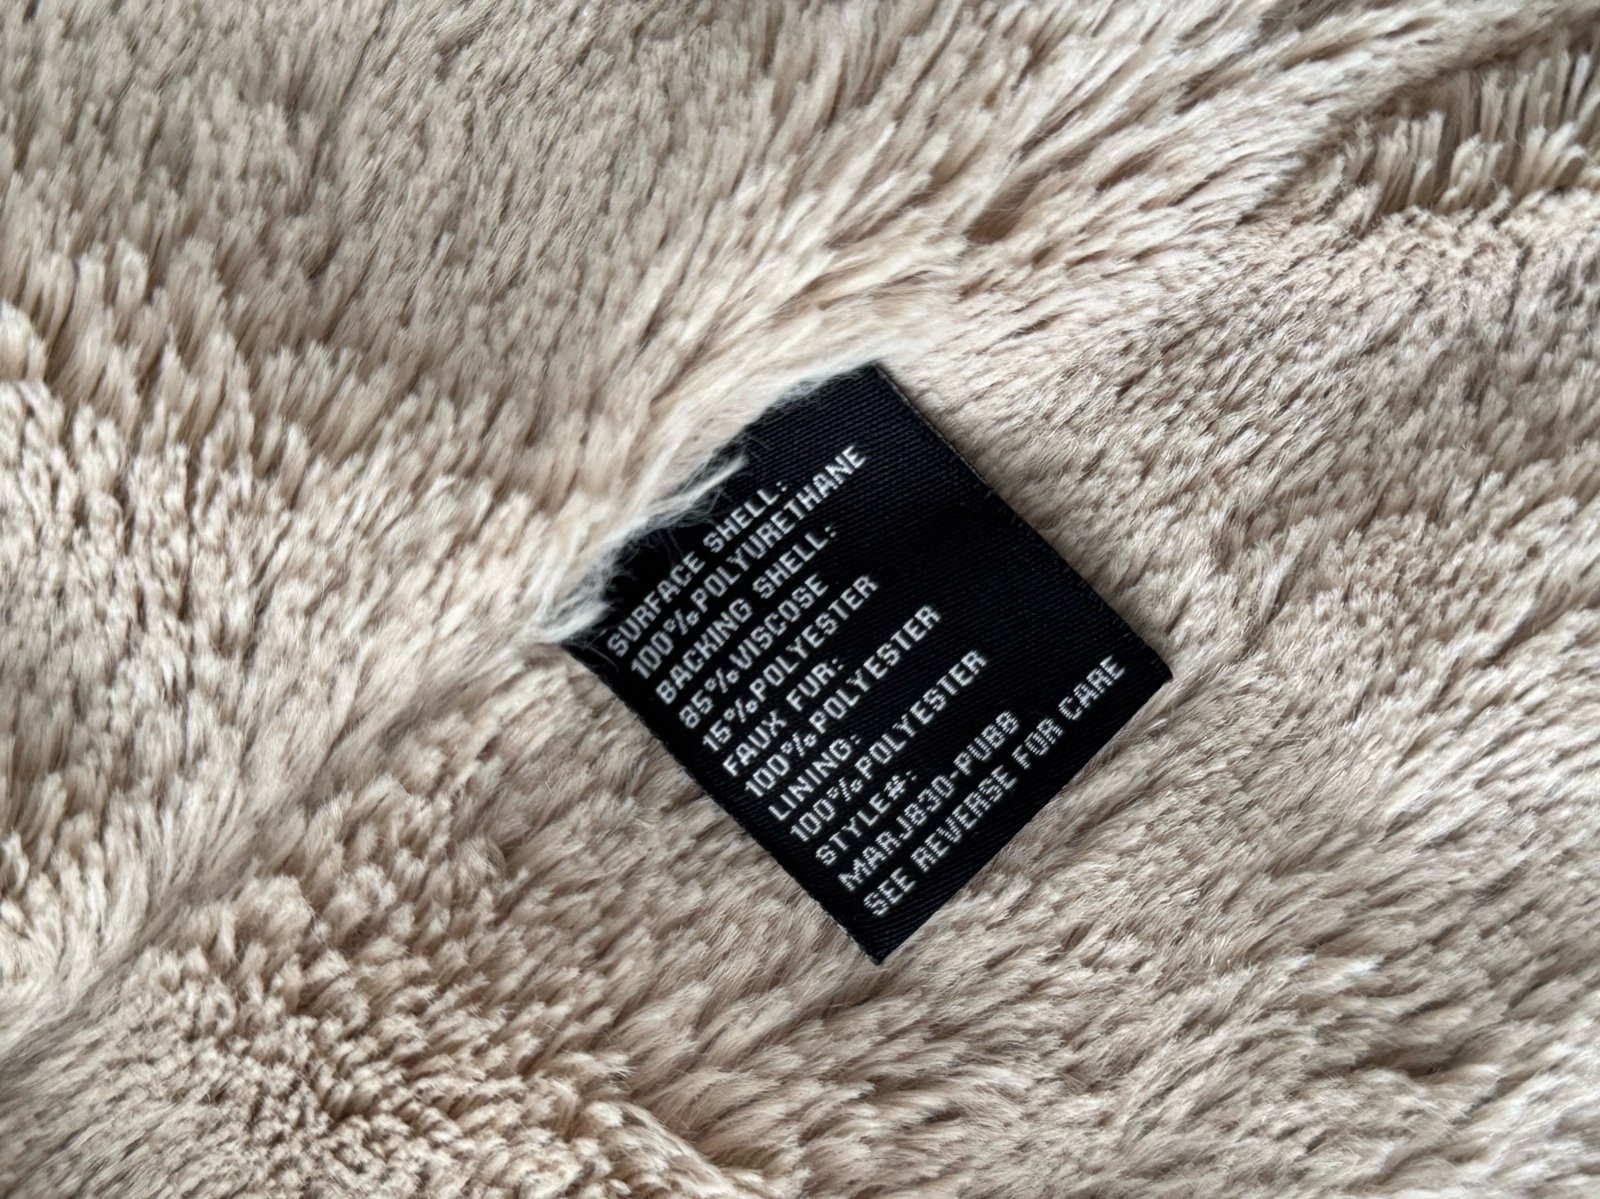 SURFACE SHELL:
100%POLYURETHANE
BACKING SHELL:
85%VISCOSE
15%POLYESTER
FAUX FUR:
100%POLYESTER
LINING:
100%POLYESTER
STYLE#:
MARJ830-PU88
SEE REVERSE FOR CARE